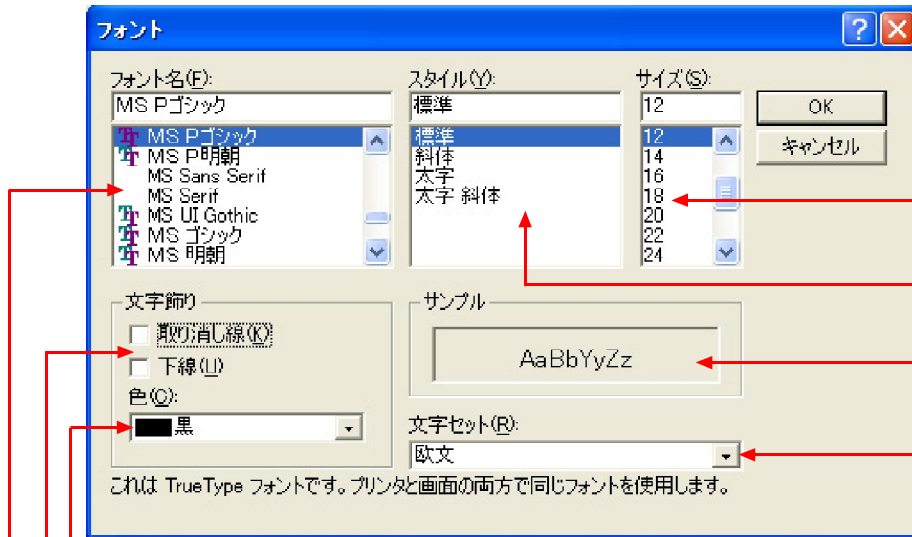 フォント
フォント名(F):
スタイル(Y):
サイズ(S):
MS Pゴシック
標準
12
OK
キャンセル
MS Pゴシック
MS P明朝
MS Sans Serif
MS Serif
MS UI Gothic
MS ゴシック
MS 明朝
標準
斜体
太字
太字 斜体
12
14
16
18
20
22
24
文字飾り
取り消し線(K)
下線(U)
色(C):
黒
サンプル
AaBbYyZz
文字セット(R):
欧文
これは TrueType フォントです。プリンタと画面の両方で同じフォントを使用します。